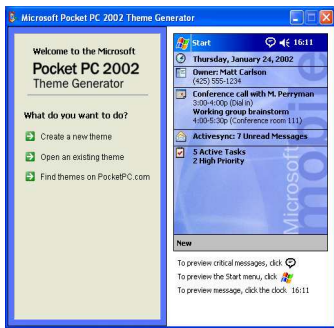 Microsoft Pocket PC 2002 Theme Generator
Welcome to the Microsoft
Pocket PC 2002
Theme Generator
What do you want to do?
Create a new theme
Open an existing theme
Find themes on PocketPC.com
Start 16:11
Thursday, January 24, 2002
Owner: Matt Carlson
(425) 555-1234
Conference call with M. Perryman
3:00-4:00p (Dial in)
Working group brainstorm
4:00-5:30p (Conference room 111)
Activesync: 7 Unread Messages
5 Active Tasks
2 High Priority
Microsoft
mobile
New
To preview critical messages, click
To preview the Start menu, click
To preview message, click the clock 16:11